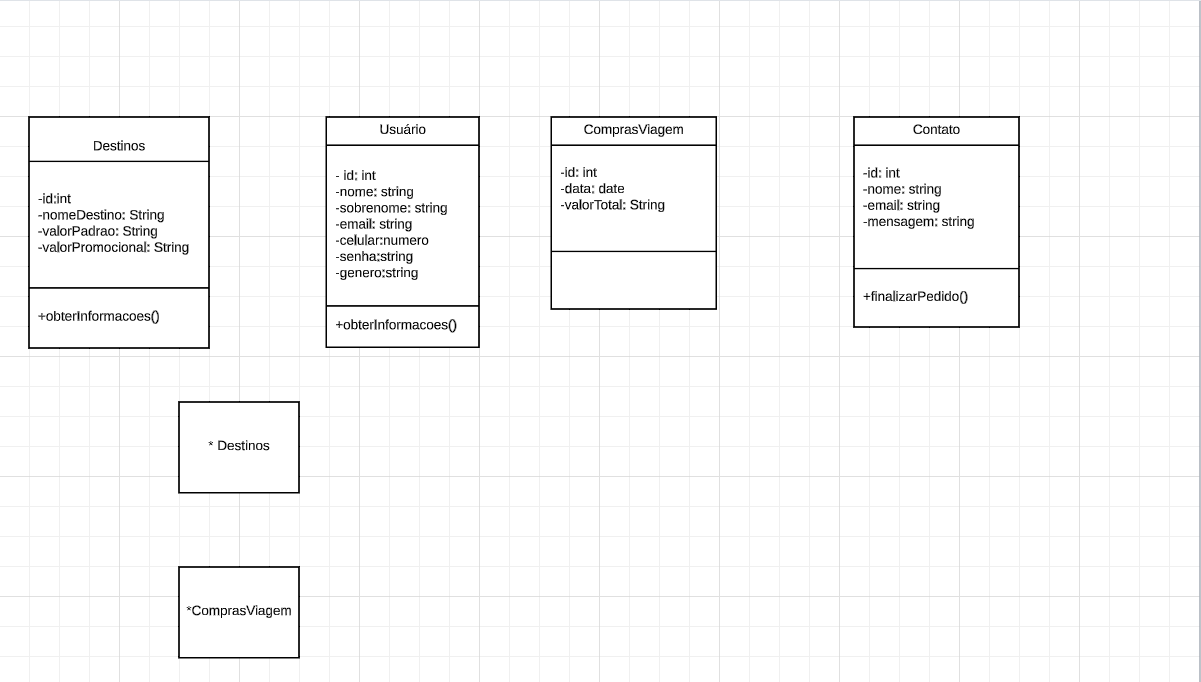 Destinos
-id:int
-nomeDestino: String
-valorPadrao: String
-valorPromocional: String
+obterInformacoes()
Usuário
- id: int
-nome: string
-sobrenome: string
-email: string
-celular:numero
-senha:string
-genero:string
+obterInformacoes()
ComprasViagem
-id: int
-data: date
-valorTotal: String
Contato
-id: int
-nome: string
-email: string
-mensagem: string
+finalizarPedido()
* Destinos
*ComprasViagem